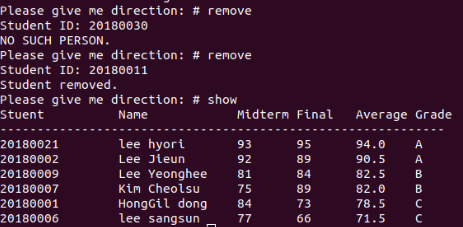 Please give me direction: # remove
Student ID: 20180030
NO SUCH PERSON.
Please give me direction: # remove
Student ID: 20180011
Student removed.
Please give me direction: # show
Stuent Name Midterm Final Average Grade
----------------------------------------------------------------
20180021 lee hyori 93 95 94.0 A
20180002 Lee Jieun 92 89 90.5 A
20180009 Lee Yeonghee 81 84 82.5 B
20180007 Kim Cheolsu 75 89 82.0 B
20180001 HongGil dong 84 73 78.5 C
20180006 lee sangsun 77 66 71.5 C